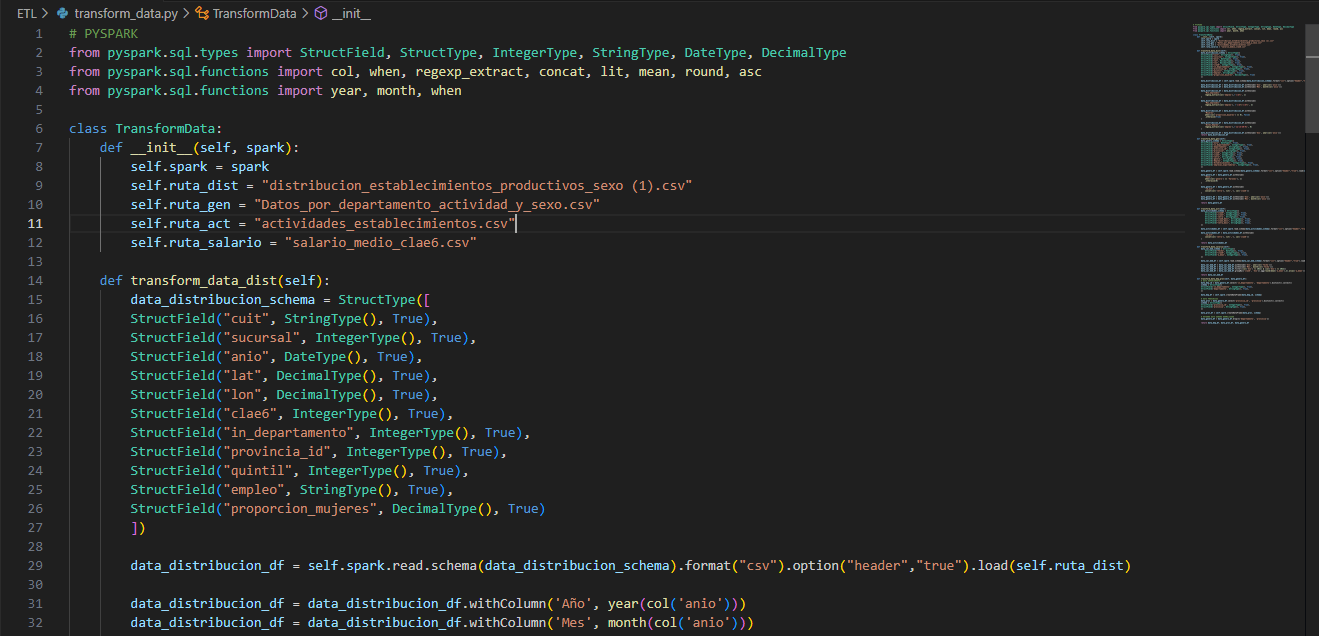 ETL > transform_data.py > TransformData > __init__
1 # PYSPARK
2 from pyspark.sql.types import StructField, StructType, IntegerType, StringType, DateType, DecimalType
3 from pyspark.sql.functions import col, when, regexp_extract, concat, lit, mean, round, asc
4 from pyspark.sql.functions import year, month, when
5
6 class TransformData:
7     def __init__(self, spark):
8         self.spark = spark
9         self.ruta_dist = "distribucion_establecimientos_productivos_sexo (1).csv"
10         self.ruta_gen = "Datos_por_departamento_actividad_y_sexo.csv"
11         self.ruta_act = "actividades_establecimientos.csv"
12         self.ruta_salario = "salario_medio_clae6.csv"
13
14     def transform_data_dist(self):
15         data_distribucion_schema = StructType([
16         StructField("cuit", StringType(), True),
17         StructField("sucursal", IntegerType(), True),
18         StructField("anio", DateType(), True),
19         StructField("lat", DecimalType(), True),
20         StructField("lon", DecimalType(), True),
21         StructField("clae6", IntegerType(), True),
22         StructField("in_departamento", IntegerType(), True),
23         StructField("provincia_id", IntegerType(), True),
24         StructField("quintil", IntegerType(), True),
25         StructField("empleo", StringType(), True),
26         StructField("proporcion_mujeres", DecimalType(), True)
27         ])
28
29         data_distribucion_df = self.spark.read.schema(data_distribucion_schema).format("csv").option("header","true").load(self.ruta_dist)
30
31         data_distribucion_df = data_distribucion_df.withColumn('Año', year(col('anio')))
32         data_distribucion_df = data_distribucion_df.withColumn('Mes', month(col('anio')))